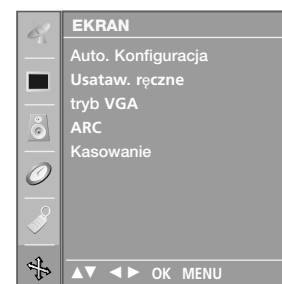 EKRAN
Auto. Konfiguracja
Usataw. ręczne
tryb VGA
ARC
Kasowanie
▲▼ ◄► OK MENU